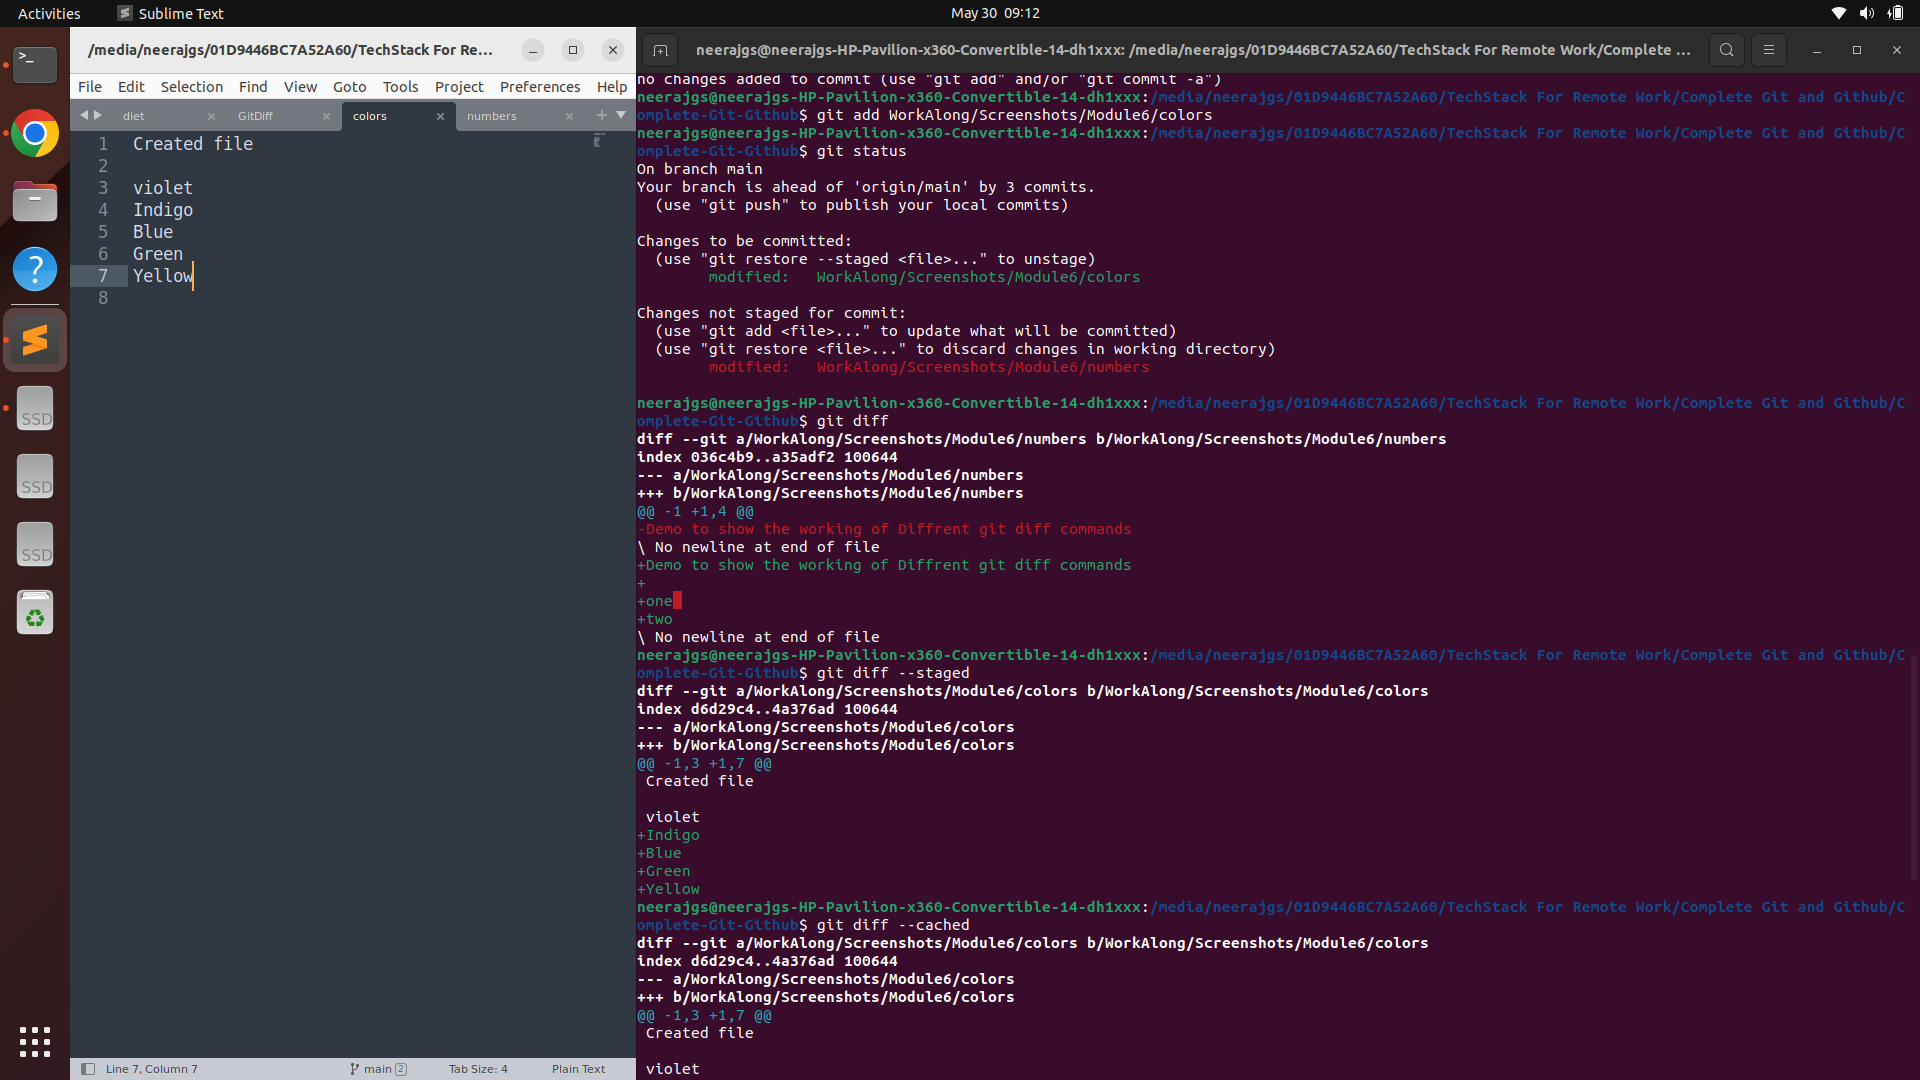 Activities
Sublime Text
May 30  09:12
/media/neerajgs/01D9446BC7A52A60/TechStack For Re...
File Edit Selection Find View Goto Tools Project Preferences Help
diet
GitDiff
colors
numbers
1 Created file
2
3 violet
4 Indigo
5 Blue
6 Green
7 Yellow
8
SSD
SSD
SSD
Line 7, Column 7
main 2
Tab Size: 4
Plain Text
neerajgs@neerajgs-HP-Pavilion-x360-Convertible-14-dh1xxx: /media/neerajgs/01D9446BC7A52A60/TechStack For Remote Work/Complete ...
no changes added to commit (use "git add" and/or "git commit -a")
neerajgs@neerajgs-HP-Pavilion-x360-Convertible-14-dh1xxx:/media/neerajgs/01D9446BC7A52A60/TechStack For Remote Work/Complete Git and Github/C
omplete-Git-Github$ git add WorkAlong/Screenshots/Module6/colors
neerajgs@neerajgs-HP-Pavilion-x360-Convertible-14-dh1xxx:/media/neerajgs/01D9446BC7A52A60/TechStack For Remote Work/Complete Git and Github/C
omplete-Git-Github$ git status
On branch main
Your branch is ahead of 'origin/main' by 3 commits.
  (use "git push" to publish your local commits)

Changes to be committed:
  (use "git restore --staged <file>..." to unstage)
        modified:   WorkAlong/Screenshots/Module6/colors

Changes not staged for commit:
  (use "git add <file>..." to update what will be committed)
  (use "git restore <file>..." to discard changes in working directory)
        modified:   WorkAlong/Screenshots/Module6/numbers

neerajgs@neerajgs-HP-Pavilion-x360-Convertible-14-dh1xxx:/media/neerajgs/01D9446BC7A52A60/TechStack For Remote Work/Complete Git and Github/C
omplete-Git-Github$ git diff
diff --git a/WorkAlong/Screenshots/Module6/numbers b/WorkAlong/Screenshots/Module6/numbers
index 036c4b9..a35adf2 100644
--- a/WorkAlong/Screenshots/Module6/numbers
+++ b/WorkAlong/Screenshots/Module6/numbers
@@ -1 +1,4 @@
-Demo to show the working of Diffrent git diff commands
\ No newline at end of file
+Demo to show the working of Diffrent git diff commands
+
+one
+two
\ No newline at end of file
neerajgs@neerajgs-HP-Pavilion-x360-Convertible-14-dh1xxx:/media/neerajgs/01D9446BC7A52A60/TechStack For Remote Work/Complete Git and Github/C
omplete-Git-Github$ git diff --staged
diff --git a/WorkAlong/Screenshots/Module6/colors b/WorkAlong/Screenshots/Module6/colors
index d6d29c4..4a376ad 100644
--- a/WorkAlong/Screenshots/Module6/colors
+++ b/WorkAlong/Screenshots/Module6/colors
@@ -1,3 +1,7 @@
 Created file

 violet
+Indigo
+Blue
+Green
+Yellow
neerajgs@neerajgs-HP-Pavilion-x360-Convertible-14-dh1xxx:/media/neerajgs/01D9446BC7A52A60/TechStack For Remote Work/Complete Git and Github/C
omplete-Git-Github$ git diff --cached
diff --git a/WorkAlong/Screenshots/Module6/colors b/WorkAlong/Screenshots/Module6/colors
index d6d29c4..4a376ad 100644
--- a/WorkAlong/Screenshots/Module6/colors
+++ b/WorkAlong/Screenshots/Module6/colors
@@ -1,3 +1,7 @@
 Created file

 violet